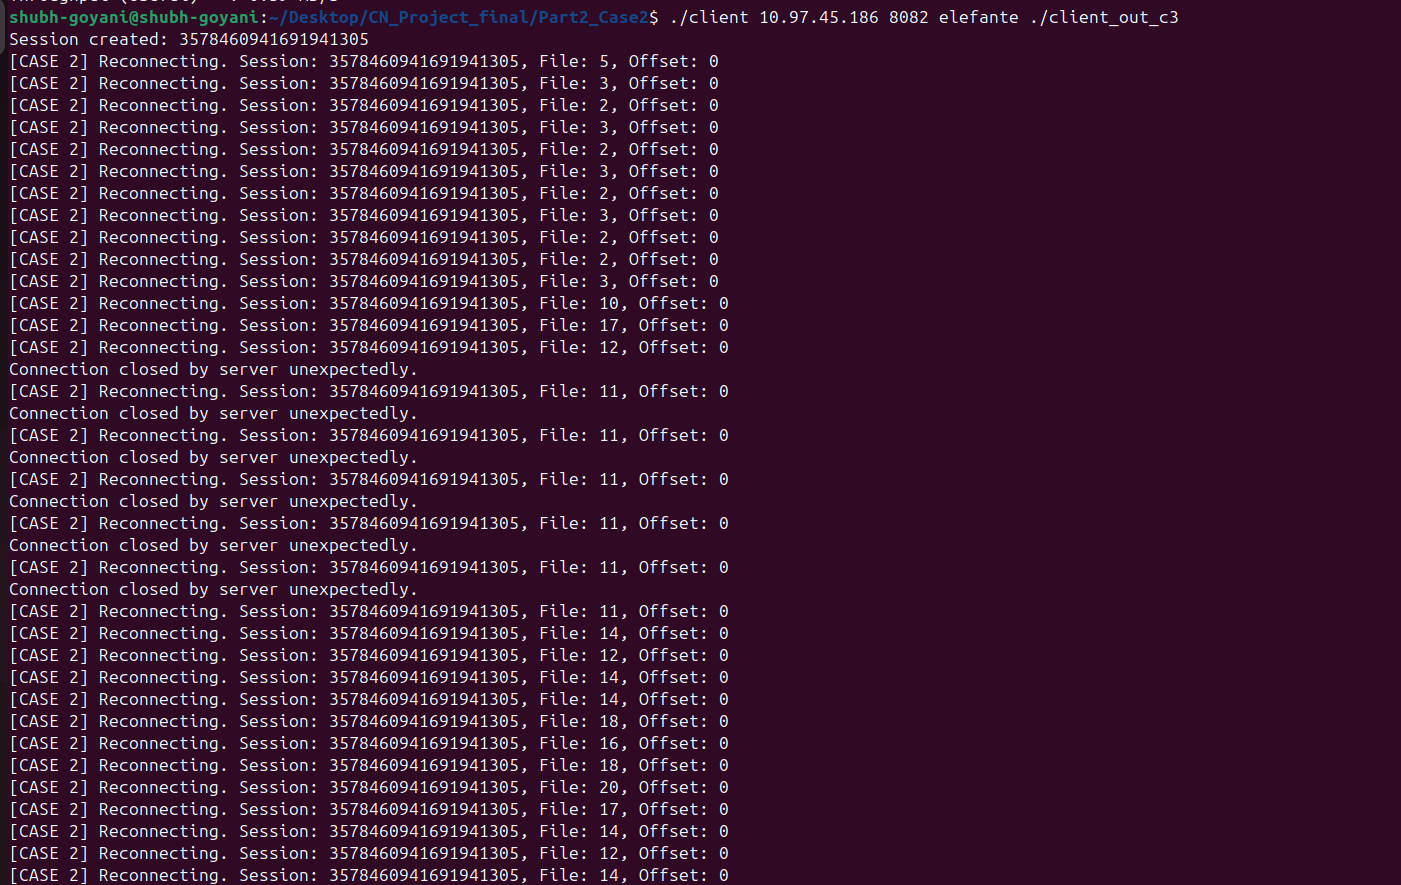 shubh-goyani@shubh-goyani:~/Desktop/CN_Project_final/Part2_Case2$ ./client 10.97.45.186 8082 elefante ./client_out_c3
Session created: 3578460941691941305
[CASE 2] Reconnecting. Session: 3578460941691941305, File: 5, Offset: 0
[CASE 2] Reconnecting. Session: 3578460941691941305, File: 3, Offset: 0
[CASE 2] Reconnecting. Session: 3578460941691941305, File: 2, Offset: 0
[CASE 2] Reconnecting. Session: 3578460941691941305, File: 3, Offset: 0
[CASE 2] Reconnecting. Session: 3578460941691941305, File: 2, Offset: 0
[CASE 2] Reconnecting. Session: 3578460941691941305, File: 3, Offset: 0
[CASE 2] Reconnecting. Session: 3578460941691941305, File: 2, Offset: 0
[CASE 2] Reconnecting. Session: 3578460941691941305, File: 3, Offset: 0
[CASE 2] Reconnecting. Session: 3578460941691941305, File: 2, Offset: 0
[CASE 2] Reconnecting. Session: 3578460941691941305, File: 2, Offset: 0
[CASE 2] Reconnecting. Session: 3578460941691941305, File: 3, Offset: 0
[CASE 2] Reconnecting. Session: 3578460941691941305, File: 10, Offset: 0
[CASE 2] Reconnecting. Session: 3578460941691941305, File: 17, Offset: 0
[CASE 2] Reconnecting. Session: 3578460941691941305, File: 12, Offset: 0
Connection closed by server unexpectedly.
[CASE 2] Reconnecting. Session: 3578460941691941305, File: 11, Offset: 0
Connection closed by server unexpectedly.
[CASE 2] Reconnecting. Session: 3578460941691941305, File: 11, Offset: 0
Connection closed by server unexpectedly.
[CASE 2] Reconnecting. Session: 3578460941691941305, File: 11, Offset: 0
Connection closed by server unexpectedly.
[CASE 2] Reconnecting. Session: 3578460941691941305, File: 11, Offset: 0
Connection closed by server unexpectedly.
[CASE 2] Reconnecting. Session: 3578460941691941305, File: 11, Offset: 0
Connection closed by server unexpectedly.
[CASE 2] Reconnecting. Session: 3578460941691941305, File: 11, Offset: 0
[CASE 2] Reconnecting. Session: 3578460941691941305, File: 14, Offset: 0
[CASE 2] Reconnecting. Session: 3578460941691941305, File: 12, Offset: 0
[CASE 2] Reconnecting. Session: 3578460941691941305, File: 14, Offset: 0
[CASE 2] Reconnecting. Session: 3578460941691941305, File: 14, Offset: 0
[CASE 2] Reconnecting. Session: 3578460941691941305, File: 18, Offset: 0
[CASE 2] Reconnecting. Session: 3578460941691941305, File: 16, Offset: 0
[CASE 2] Reconnecting. Session: 3578460941691941305, File: 18, Offset: 0
[CASE 2] Reconnecting. Session: 3578460941691941305, File: 20, Offset: 0
[CASE 2] Reconnecting. Session: 3578460941691941305, File: 17, Offset: 0
[CASE 2] Reconnecting. Session: 3578460941691941305, File: 14, Offset: 0
[CASE 2] Reconnecting. Session: 3578460941691941305, File: 12, Offset: 0
[CASE 2] Reconnecting. Session: 3578460941691941305, File: 14, Offset: 0